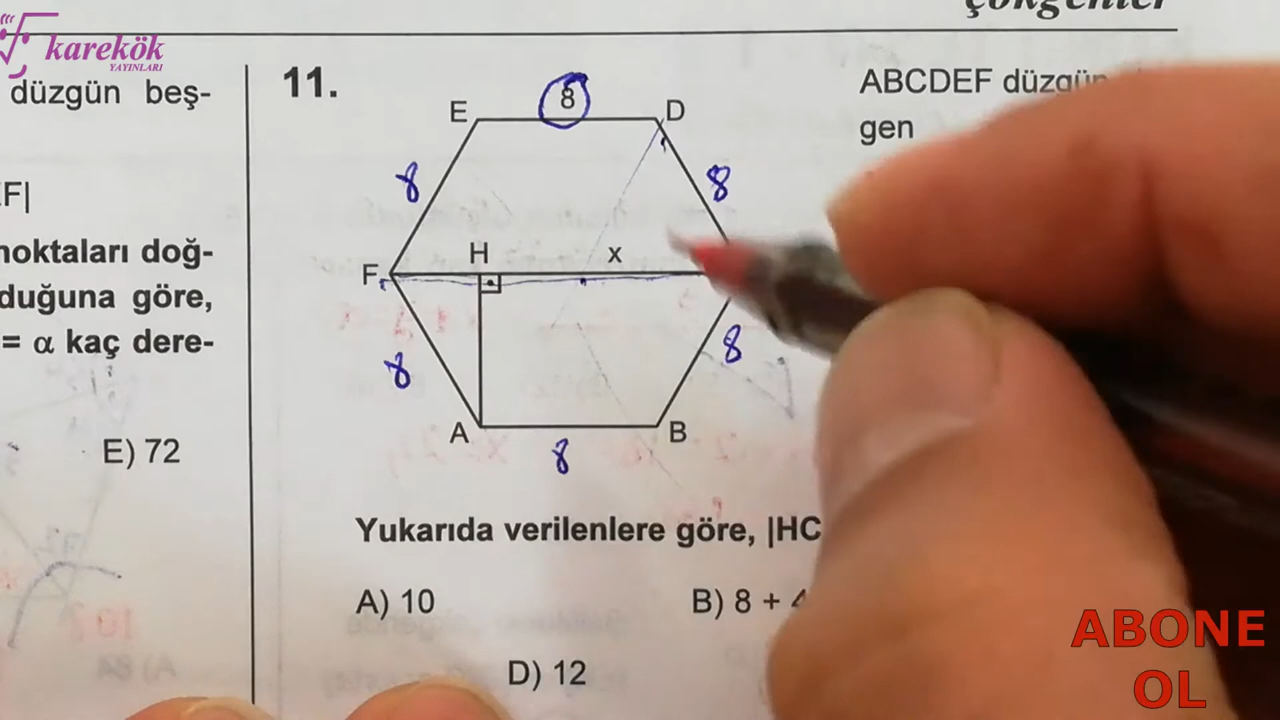 çökgenler
karekök
YAYINLARI
düzgün beş-
F|
noktaları doğ-
duğuna göre,
= α kaç dere-
E) 72
11.
ABCDEF düzgün
gen
8
E
D
8
8
H
x
F
8
8
A
B
8
Yukarıda verilenlere göre, |HC
A) 10
B) 8 + 4
D) 12
ABONE
OL